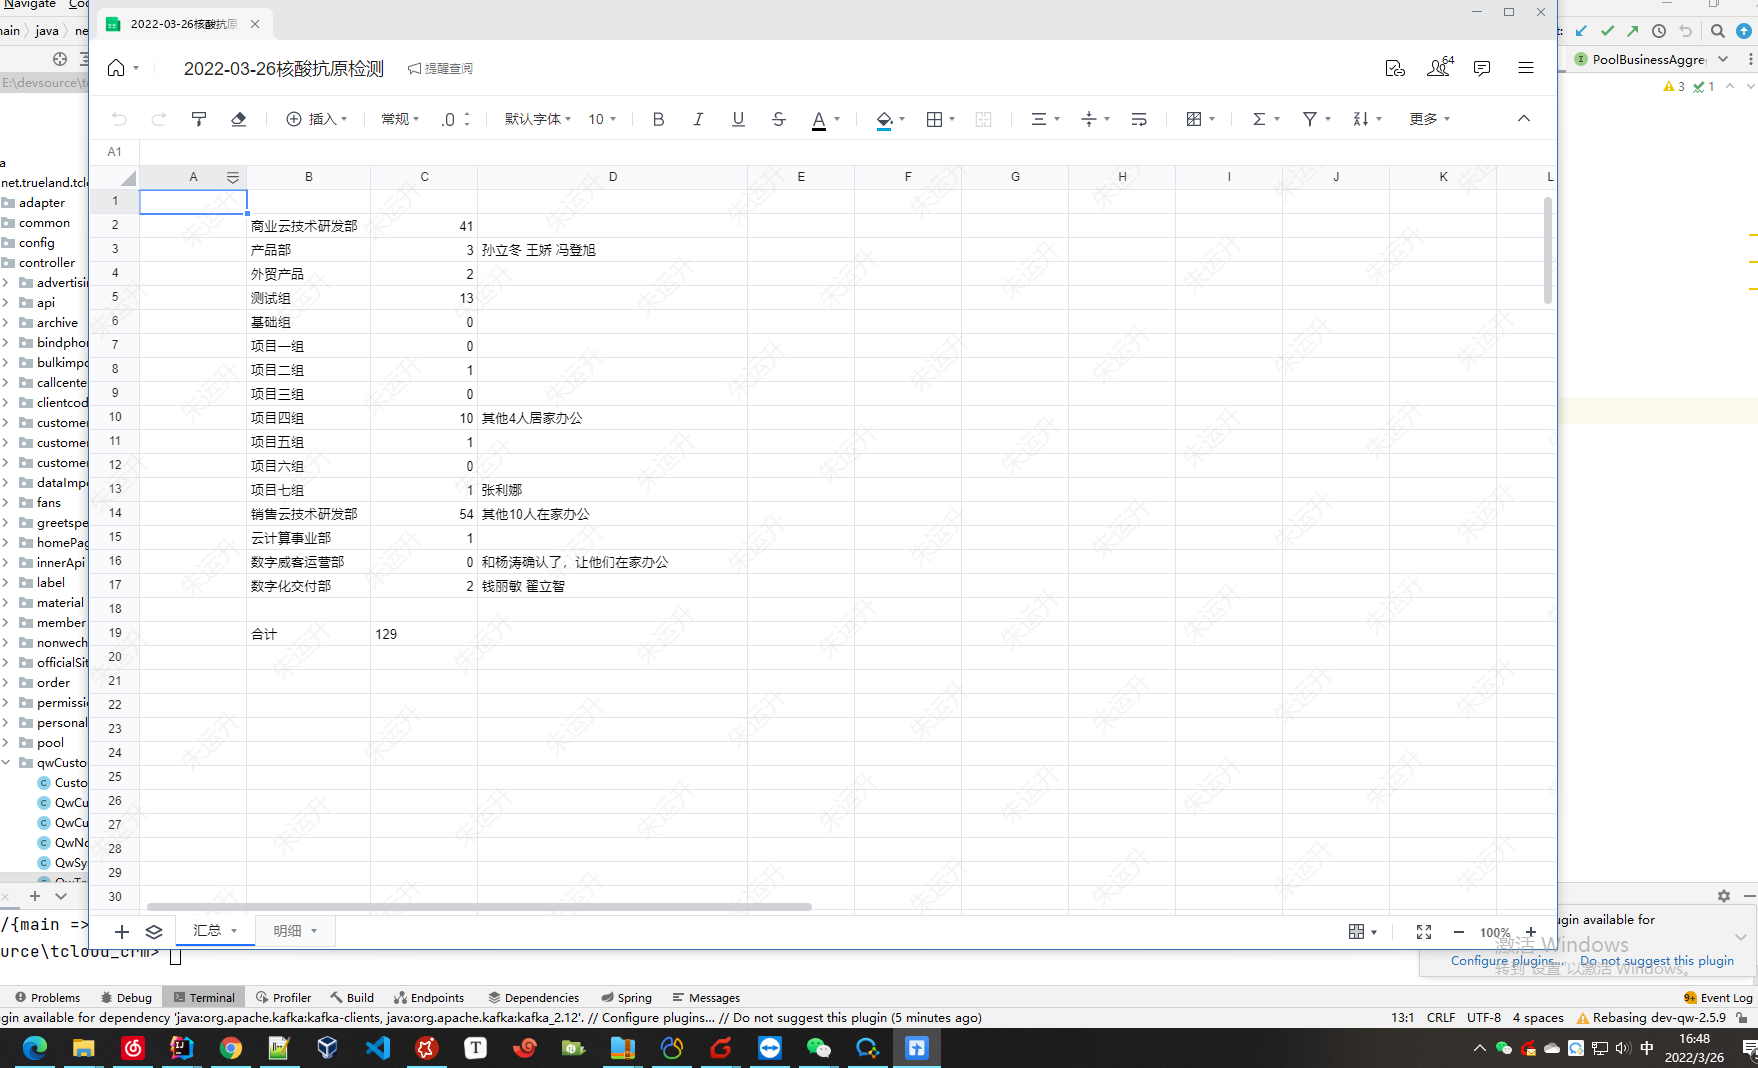 Navigate
2022-03-26核酸抗原
java
2022-03-26核酸抗原检测
提醒查阅
64
PoolBusinessAggre
3
1
插入
常规
.0
默认字体
10
B
I
U
S
A
更多
A1
A B C D E F G H I J K L
1
2 商业云技术研发部 41
3 产品部 3 孙立冬 王娇 冯登旭
4 外贸产品 2
5 测试组 13
6 基础组 0
7 项目一组 0
8 项目二组 1
9 项目三组 0
10 项目四组 10 其他4人居家办公
11 项目五组 1
12 项目六组 0
13 项目七组 1 张利娜
14 销售云技术研发部 54 其他10人在家办公
15 云计算事业部 1
16 数字威客运营部 0 和杨涛确认了，让他们在家办公
17 数字化交付部 2 钱丽敏 翟立智
18
19 合计 129
20
21
22
23
24
25
26
27
28
29
30
朱运升
汇总
明细
100%
E:\devsource\tc
net.trueland.tclo
adapter
common
config
controller
advertisi
api
archive
bindphor
bulkimpo
callcente
clientcod
customer
customer
customer
dataImpo
fans
greetspe
homePag
innerApi
label
material
member
nonwech
officialSit
order
permissi
personal
pool
qwCusto
Custo
QwCu
QwCu
QwNo
QwSy
/{main =>
ource\tcloud_crm>
ugin available for
Configure plugins...
Do not suggest this plugin
激活 Windows
转到"设置"以激活 Windows。
Problems
Debug
Terminal
Profiler
Build
Endpoints
Dependencies
Spring
Messages
9+ Event Log
gin available for dependency 'java:org.apache.kafka:kafka-clients, java:org.apache.kafka:kafka_2.12'. // Configure plugins... // Do not suggest this plugin (5 minutes ago)
13:1 CRLF UTF-8 4 spaces Rebasing dev-qw-2.5.9
中
16:48
2022/3/26